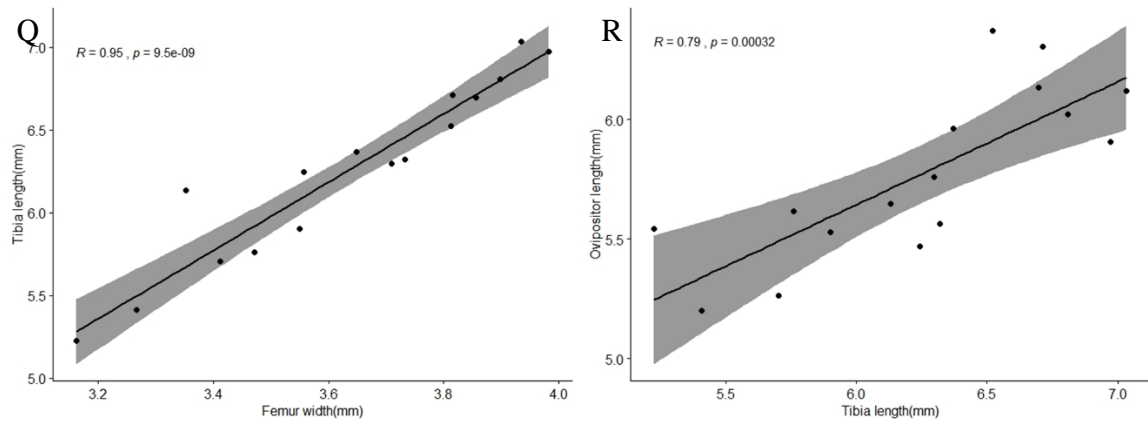 Q
R = 0.95 , p = 9.5e-09
7.0
6.5
6.0
5.5
5.0
Tibia length(mm)
3.2 3.4 3.6 3.8 4.0
Femur width(mm)
R
R = 0.79 , p = 0.00032
6.0
5.5
5.0
Ovipositor length(mm)
5.5 6.0 6.5 7.0
Tibia length(mm)